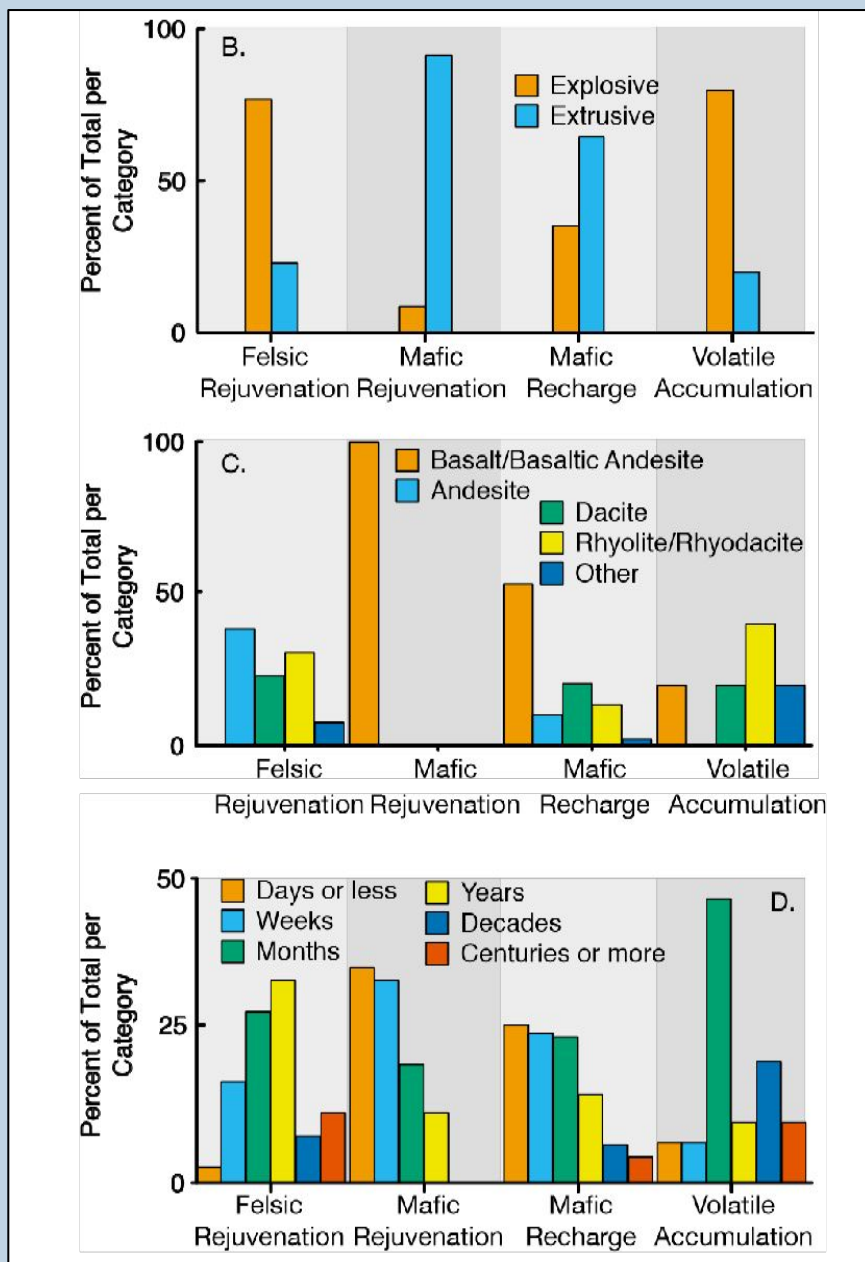 100
B.
Explosive
Extrusive
50
0
Percent of Total per
Category
Felsic Mafic Mafic Volatile
Rejuvenation Rejuvenation Recharge Accumulation
100
C.
Basalt/Basaltic Andesite
Andesite
Dacite
Rhyolite/Rhyodacite
Other
50
0
Percent of Total per
Category
Felsic Mafic Mafic Volatile
Rejuvenation Rejuvenation Recharge Accumulation
50
Days or less Years D.
Weeks Decades
Months Centuries or more
25
0
Percent of Total per
Category
Felsic Mafic Mafic Volatile
Rejuvenation Rejuvenation Recharge Accumulation